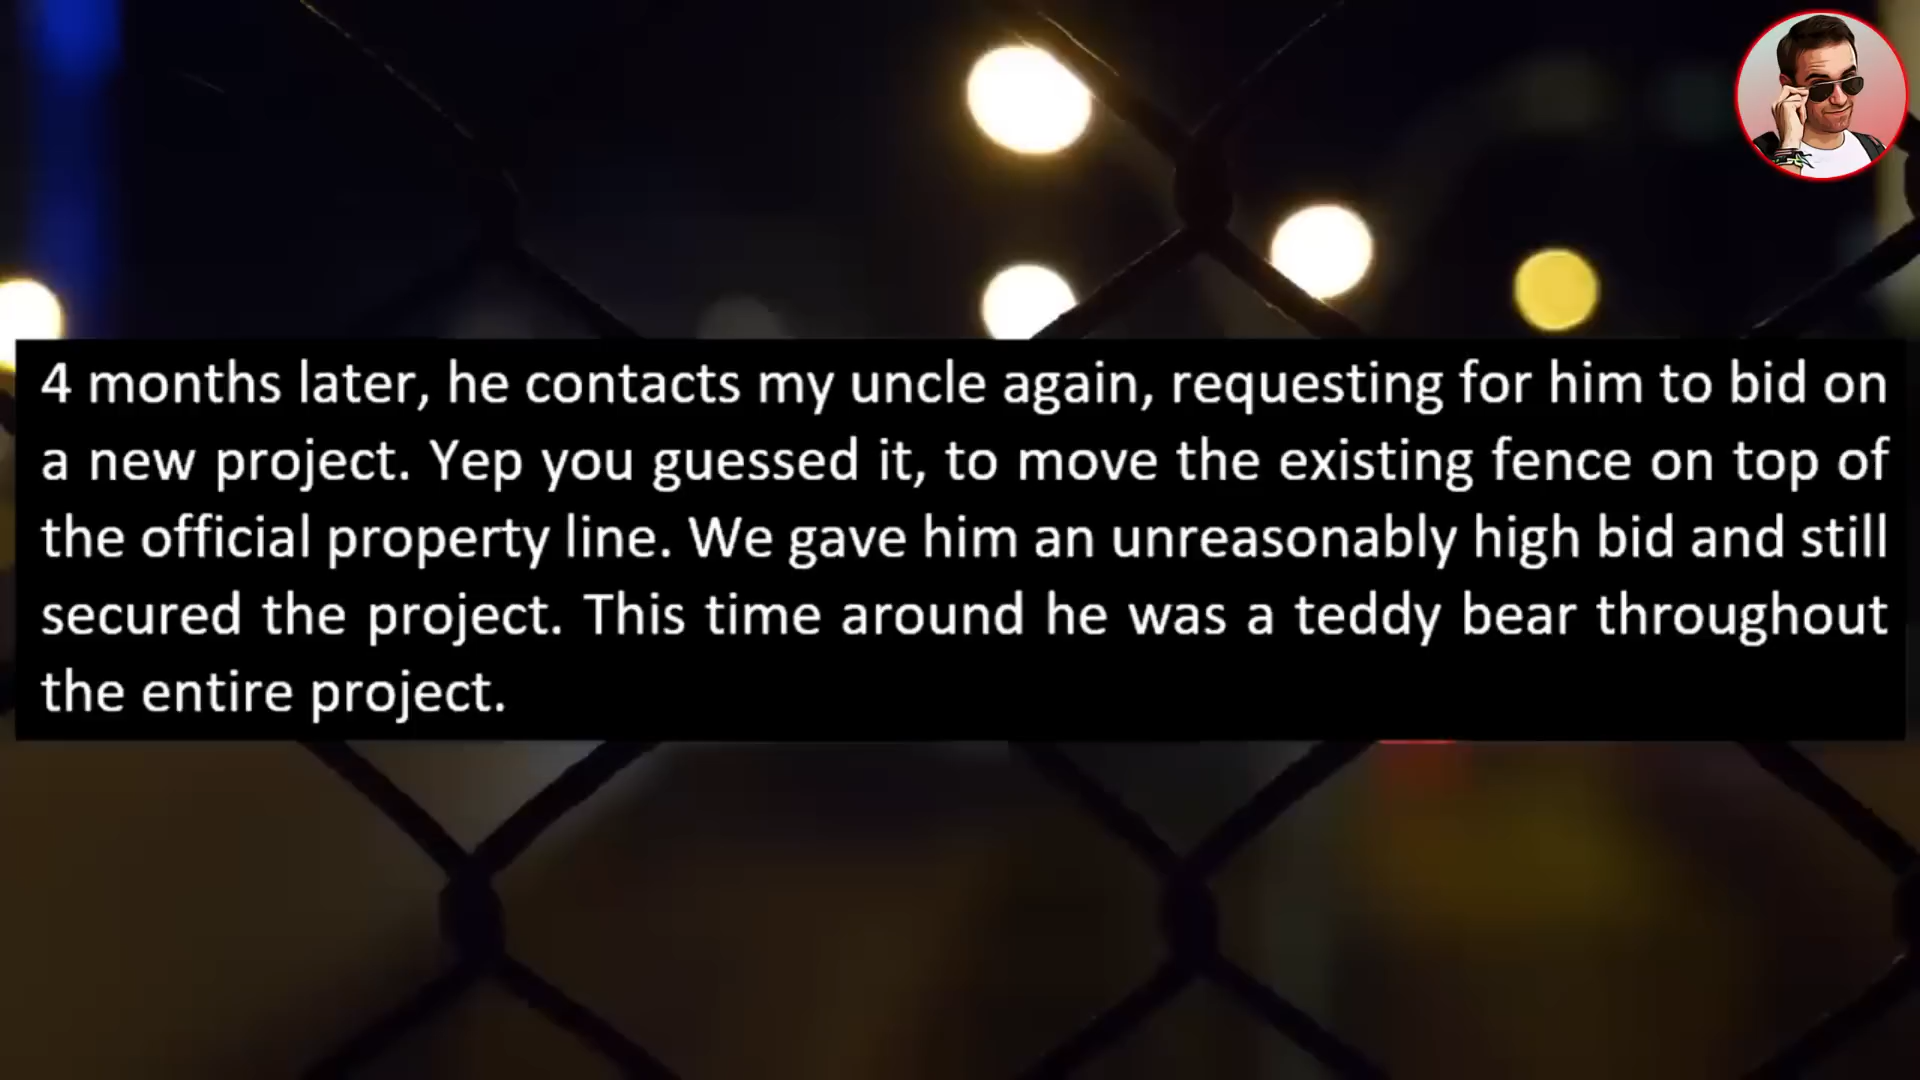 4 months later, he contacts my uncle again, requesting for him to bid on
a new project. Yep you guessed it, to move the existing fence on top of
the official property line. We gave him an unreasonably high bid and still
secured the project. This time around he was a teddy bear throughout
the entire project.